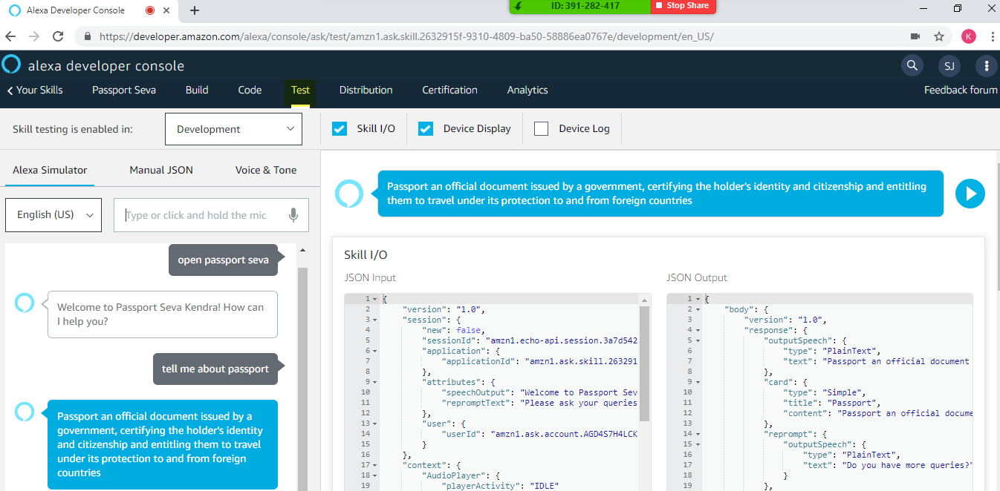 Alexa Developer Console
ID: 391-282-417
Stop Share
https://developer.amazon.com/alexa/console/ask/test/amzn1.ask.skill.2632915f-9310-4809-ba50-58886ea0767e/development/en_US/
K
alexa developer console
SJ
Your Skills
Passport Seva
Build
Code
Test
Distribution
Certification
Analytics
Feedback forum
Skill testing is enabled in:
Development
Skill I/O
Device Display
Device Log
Alexa Simulator
Manual JSON
Voice & Tone
English (US)
Type or click and hold the mic
open passport seva
Welcome to Passport Seva Kendra! How can
I help you?
tell me about passport
Passport an official document issued by a
government, certifying the holder's identity
and citizenship and entitling them to travel
under its protection to and from foreign
countries
Passport an official document issued by a government, certifying the holder's identity and citizenship and entitling
them to travel under its protection to and from foreign countries
Skill I/O
JSON Input
1 {
2 "version": "1.0",
3 "session": {
4 "new": false,
5 "sessionId": "amzn1.echo-api.session.3a7d542
6 "application": {
7 "applicationId": "amzn1.ask.skill.263291
8 },
9 "attributes": {
10 "speechOutput": "Welcome to Passport Sev
11 "repromptText": "Please ask your queries
12 },
13 "user": {
14 "userId": "amzn1.ask.account.AGD4S7H4LCK
15 }
16 },
17 "context": {
18 "AudioPlayer": {
19 "playerActivity": "IDLE"
JSON Output
1 {
2 "body": {
3 "version": "1.0",
4 "response": {
5 "outputSpeech": {
6 "type": "PlainText",
7 "text": "Passport an official document
8 },
9 "card": {
10 "type": "Simple",
11 "title": "Passport",
12 "content": "Passport an official docume
13 },
14 "reprompt": {
15 "outputSpeech": {
16 "type": "PlainText",
17 "text": "Do you have more queries?"
18 }
19 },